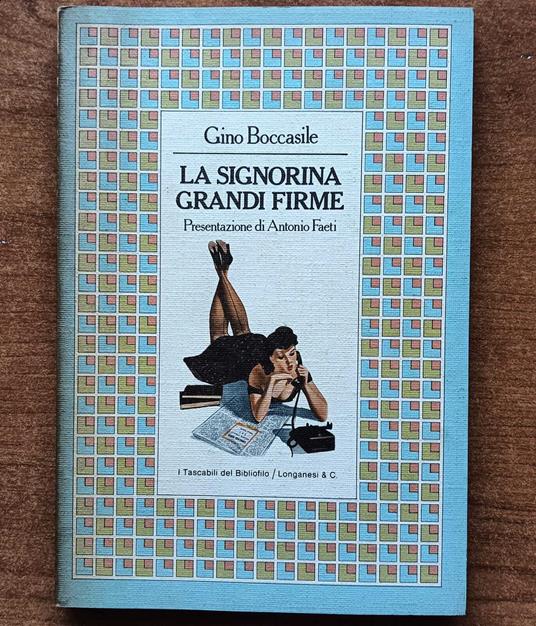 Gino Boccasile
LA SIGNORINA
GRANDI FIRME
Presentazione di Antonio Faeti
I Tascabili del Bibliofilo / Longanesi & C.